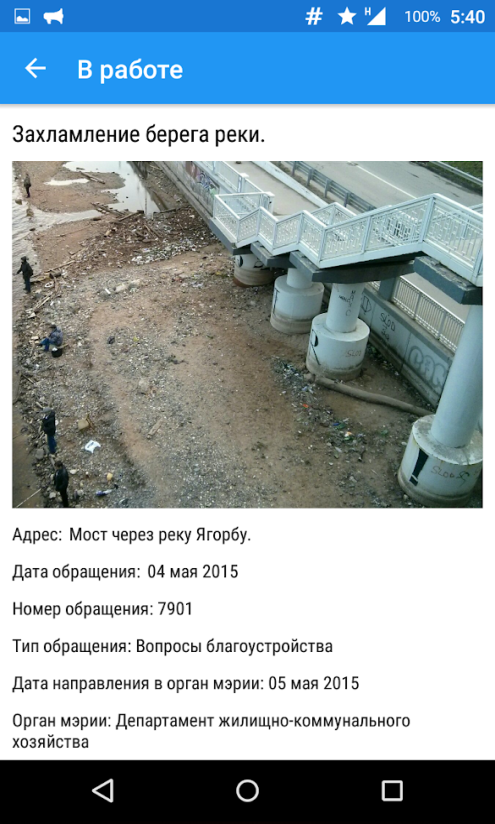 # H 100% 5:40
В работе
Захламление берега реки.
Адрес: Мост через реку Ягорбу.
Дата обращения: 04 мая 2015
Номер обращения: 7901
Тип обращения: Вопросы благоустройства
Дата направления в орган мэрии: 05 мая 2015
Орган мэрии: Департамент жилищно-коммунального
хозяйства